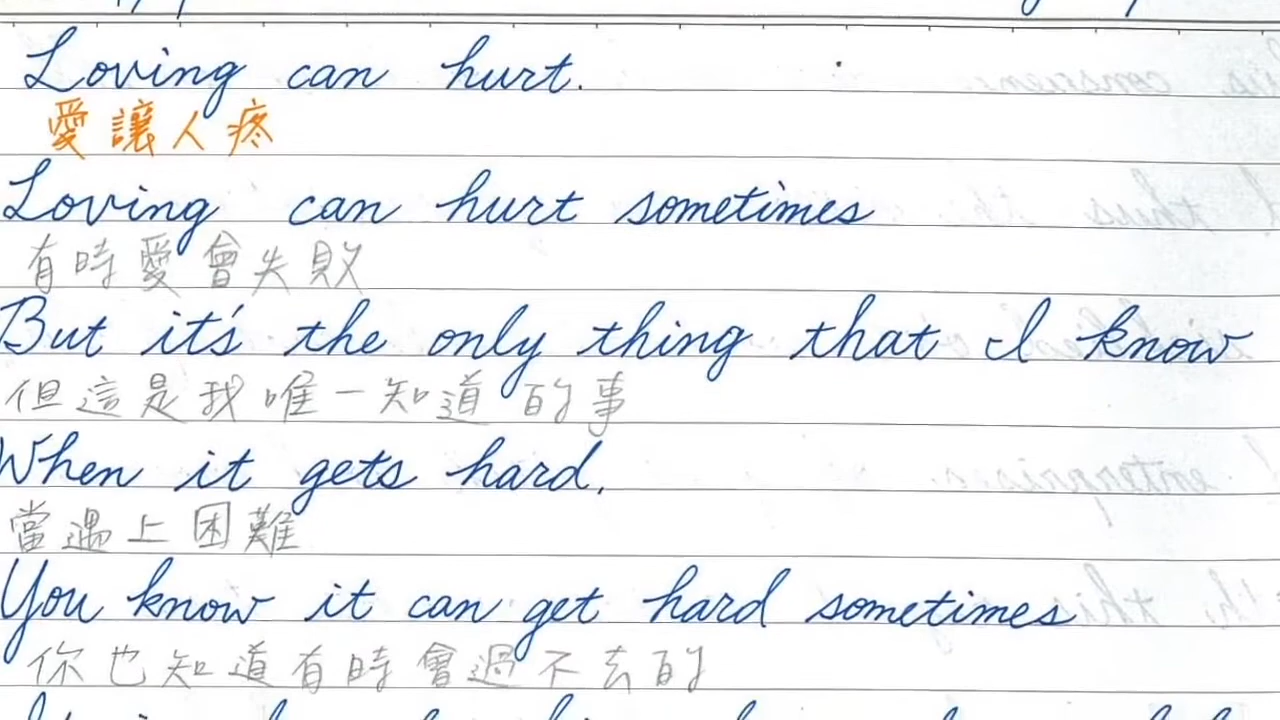 Loving can hurt.
愛讓人疼
Loving can hurt sometimes
有時愛會失敗
But it's the only thing that I know
但這是我唯一知道的事
When it gets hard,
當遇上困難
You know it can get hard sometimes
你也知道有時會過不去的